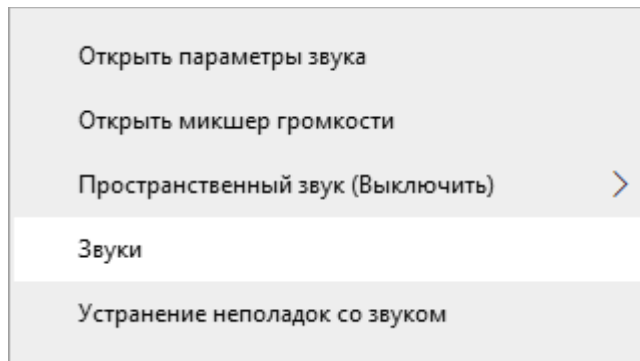 Открыть параметры звука
Открыть микшер громкости
Пространственный звук (Выключить)
Звуки
Устранение неполадок со звуком